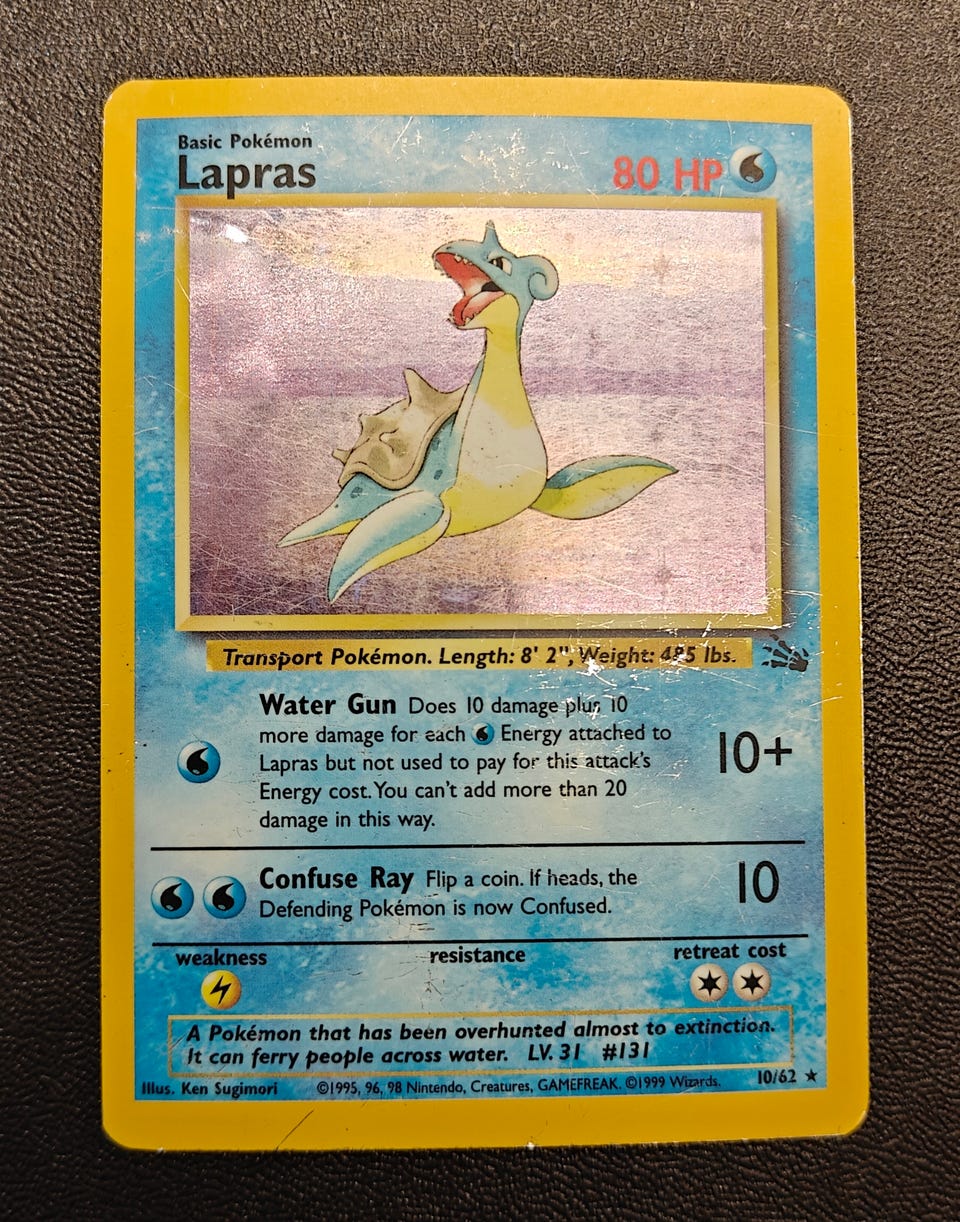 Basic Pokémon
Lapras 80 HP
Transport Pokémon. Length: 8' 2", Weight: 485 lbs.
Water Gun Does 10 damage plus 10
more damage for each Energy attached to
Lapras but not used to pay for this attack's
Energy cost. You can't add more than 20
damage in this way.
10+
Confuse Ray Flip a coin. If heads, the
Defending Pokémon is now Confused.
10
weakness resistance retreat cost
A Pokémon that has been overhunted almost to extinction.
It can ferry people across water. LV. 31 #131
Illus. Ken Sugimori ©1995, 96, 98 Nintendo, Creatures, GAMEFREAK. ©1999 Wizards. 10/62 ★